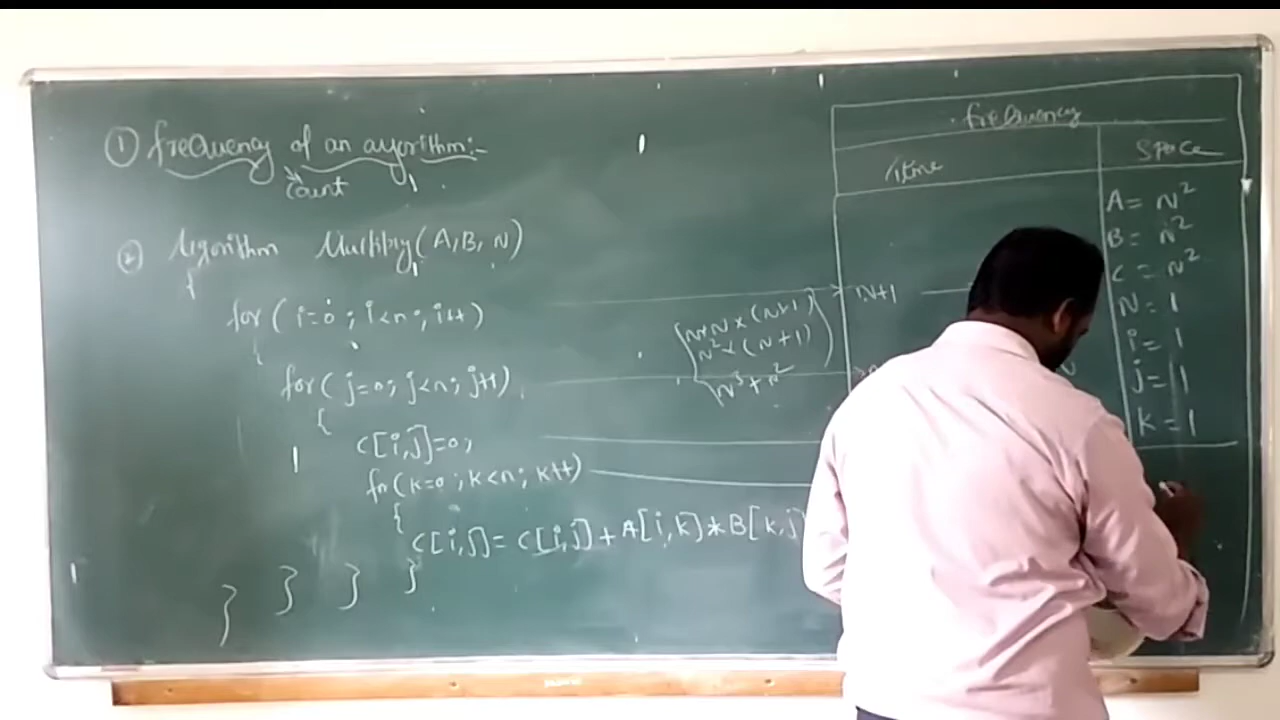 ① frequency of an algorithm:-
Count
② Algorithm Multiply(A,B, N)
{
for ( i=0 ; i<n ; i++)
{
for( j=0; j<n; j++)
{
c[i,j]=0;
for(k=0 ; k<n ; k++)
{
c[i,j]= c[i,j]+A[i,k]*B[k,j]
} } } }
N*N*(N+1)
N²*(N+1)
N³+n²
frequency
Time
Space
N+1
A= N²
B= n²
C= N²
N= 1
i= 1
j= 1
k=1